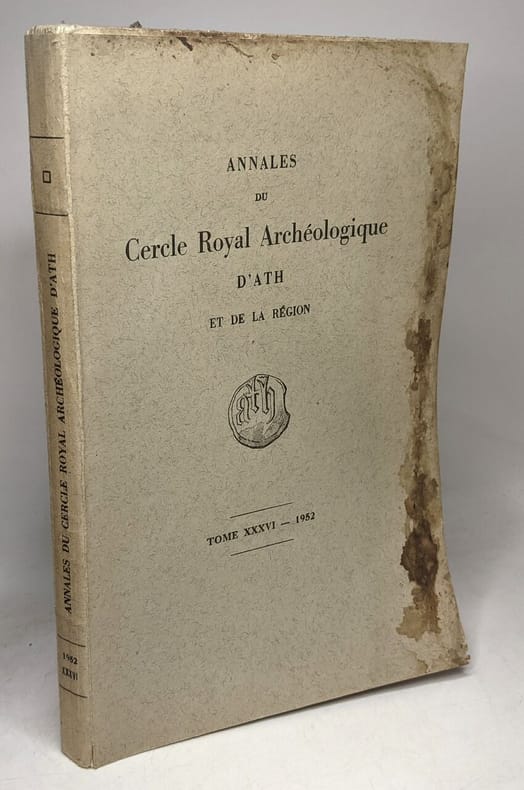 ANNALES
DU
Cercle Royal Archéologique
D'ATH
ET DE LA RÉGION
ath
TOME XXXVI — 1952
ANNALES DU CERCLE ROYAL ARCHÉOLOGIQUE D'ATH
1952
XXXVI